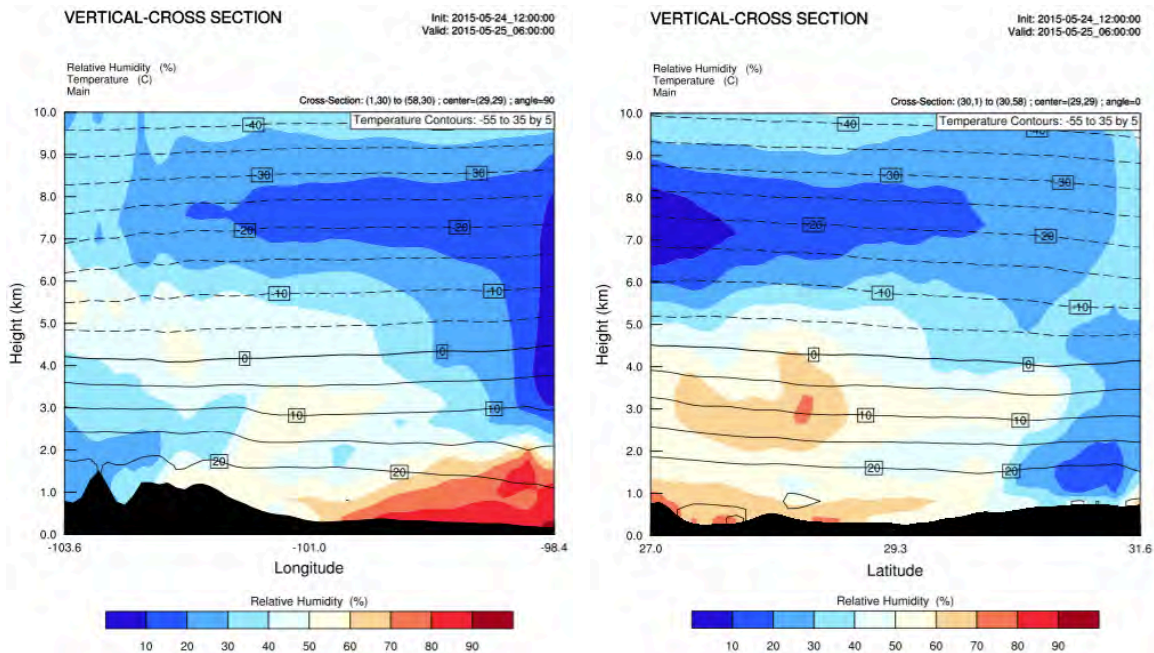 VERTICAL-CROSS SECTION
Init: 2015-05-24_12:00:00
Valid: 2015-05-25_06:00:00
Relative Humidity (%)
Temperature (C)
Main
Cross-Section: (1,30) to (58,30) ; center=(29,29) ; angle=90
Temperature Contours: -55 to 35 by 5
10.0
9.0
8.0
7.0
6.0
5.0
4.0
3.0
2.0
1.0
0.0
Height (km)
-40
-30
30
-20
-20
-10
-10
0
0
10
10
20
20
-103.6
-101.0
-98.4
Longitude
Relative Humidity (%)
10 20 30 40 50 60 70 80 90
VERTICAL-CROSS SECTION
Init: 2015-05-24_12:00:00
Valid: 2015-05-25_06:00:00
Relative Humidity (%)
Temperature (C)
Main
Cross-Section: (30,1) to (30,58) ; center=(29,29) ; angle=0
Temperature Contours: -55 to 35 by 5
10.0
9.0
8.0
7.0
6.0
5.0
4.0
3.0
2.0
1.0
0.0
Height (km)
-40
-40
-30
-30
-20
-20
-10
-10
0
0
10
10
20
20
27.0
29.3
31.6
Latitude
Relative Humidity (%)
10 20 30 40 50 60 70 80 90